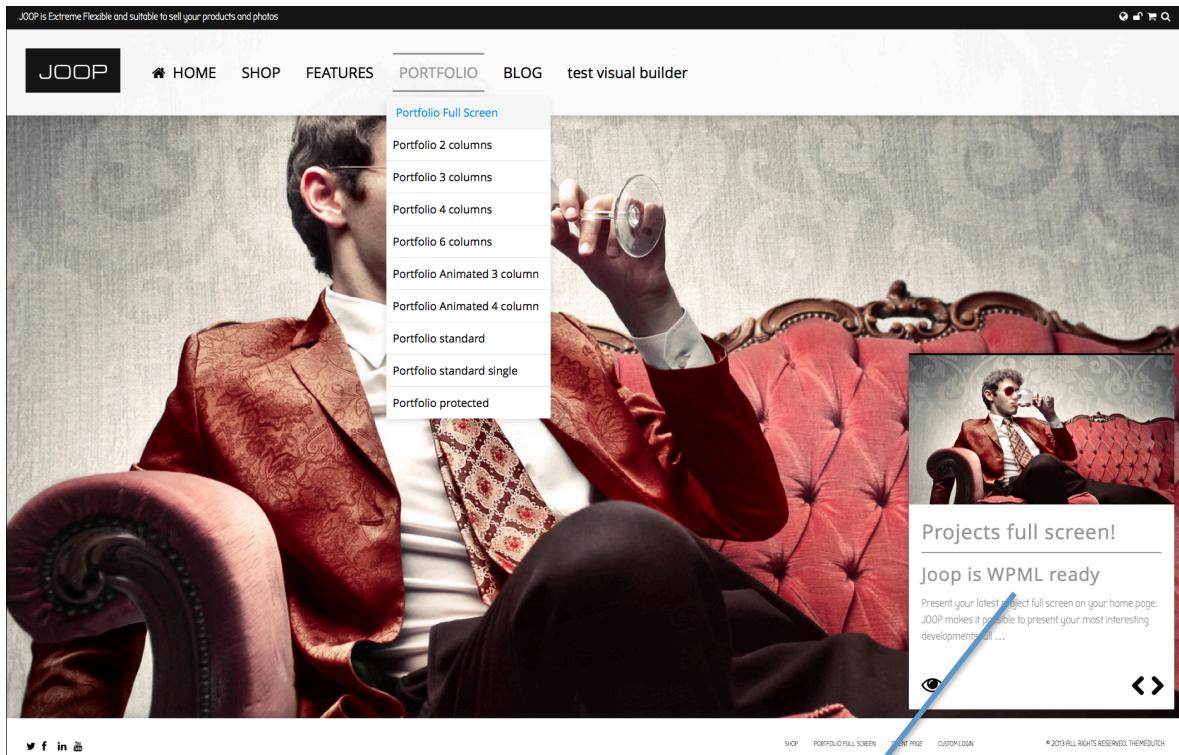 JOOP is Extreme Flexible and suitable to sell your products and photos
JOOP
HOME SHOP FEATURES PORTFOLIO BLOG test visual builder
Portfolio Full Screen
Portfolio 2 columns
Portfolio 3 columns
Portfolio 4 columns
Portfolio 6 columns
Portfolio Animated 3 column
Portfolio Animated 4 column
Portfolio standard
Portfolio standard single
Portfolio protected
Projects full screen!
Joop is WPML ready
Present your latest project full screen on your home page.
JOOP makes it possible to present your most interesting
developments full ...
SHOP PORTFOLIO FULL SCREEN CLIENT PAGE CUSTOM LOGIN © 2013 ALL RIGHTS RESERVED. THEMEDUTCH